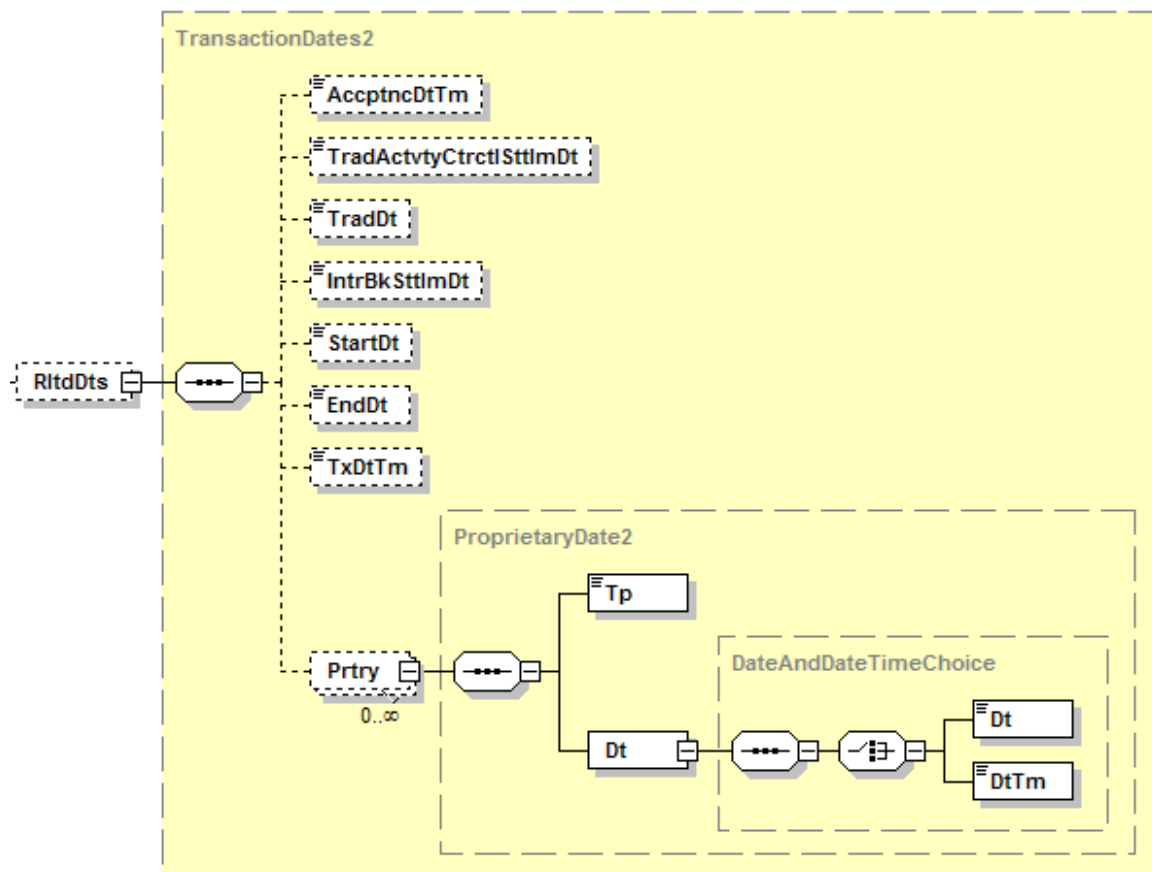 TransactionDates2
AccptncDtTm
TradActvtyCtrctlSttlmDt
TradDt
IntrBkSttlmDt
StartDt
RltdDts
EndDt
TxDtTm
ProprietaryDate2
Tp
Prtry
0..∞
DateAndDateTimeChoice
Dt
Dt
DtTm